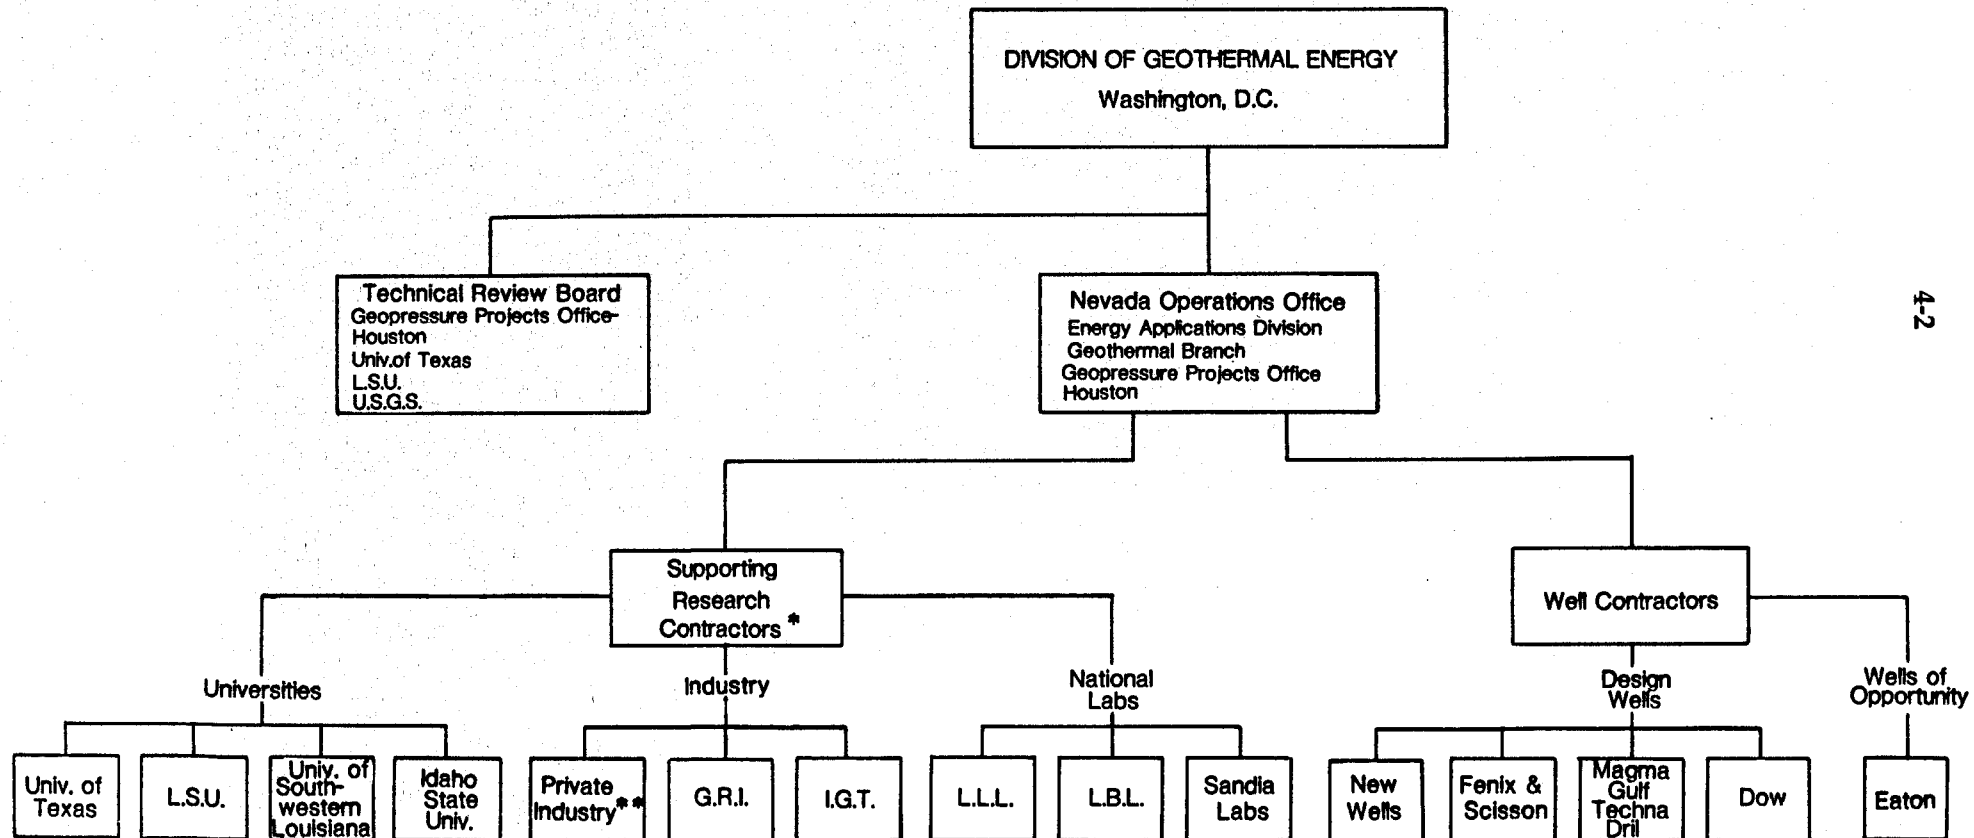 DIVISION OF GEOTHERMAL ENERGY
Washington, D.C.
Technical Review Board
Geopressure Projects Office-
Houston
Univ.of Texas
L.S.U.
U.S.G.S.
Nevada Operations Office
Energy Applications Division
Geothermal Branch
Geopressure Projects Office
Houston
4-2
Supporting
Research
Contractors *
Well Contractors
Universities
Industry
National
Labs
Design
Wells
Wells of
Opportunity
Univ. of
Texas
L.S.U.
Univ. of
South-
western
Louisiana
Idaho
State
Univ.
Private
Industry**
G.R.I.
I.G.T.
L.L.L.
L.B.L.
Sandia
Labs
New
Wells
Fenix &
Scisson
Magma
Gulf
Techna
Dril
Dow
Eaton